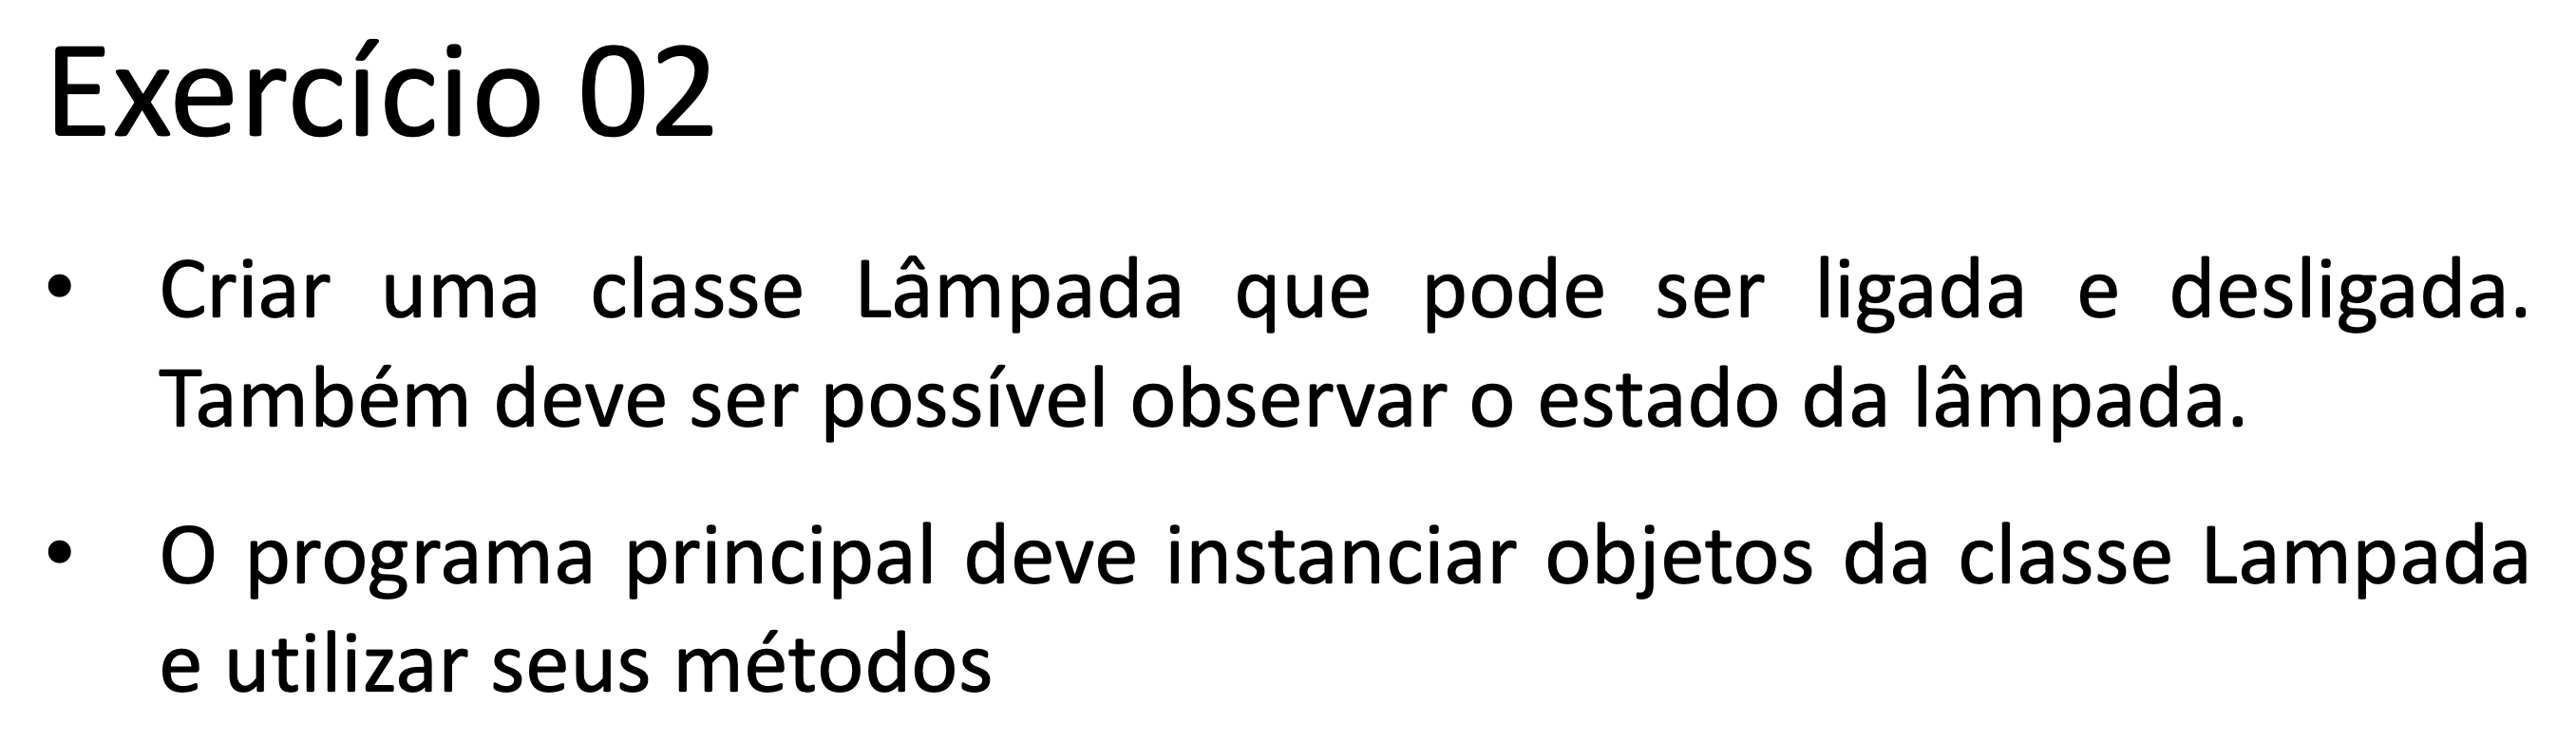 Exercício 02
• Criar uma classe Lâmpada que pode ser ligada e desligada.
Também deve ser possível observar o estado da lâmpada.
• O programa principal deve instanciar objetos da classe Lampada
e utilizar seus métodos